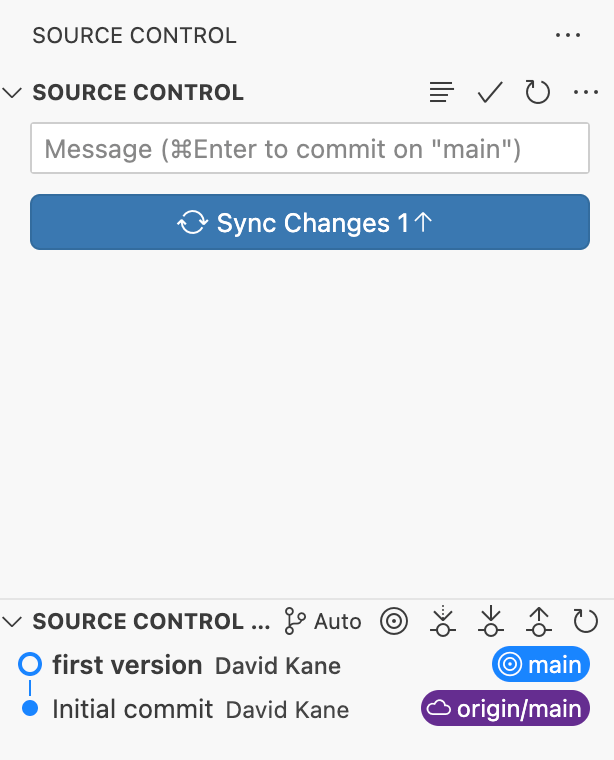 SOURCE CONTROL
SOURCE CONTROL
Message (⌘Enter to commit on "main")
Sync Changes 1↑
SOURCE CONTROL ... Auto
first version David Kane main
Initial commit David Kane origin/main